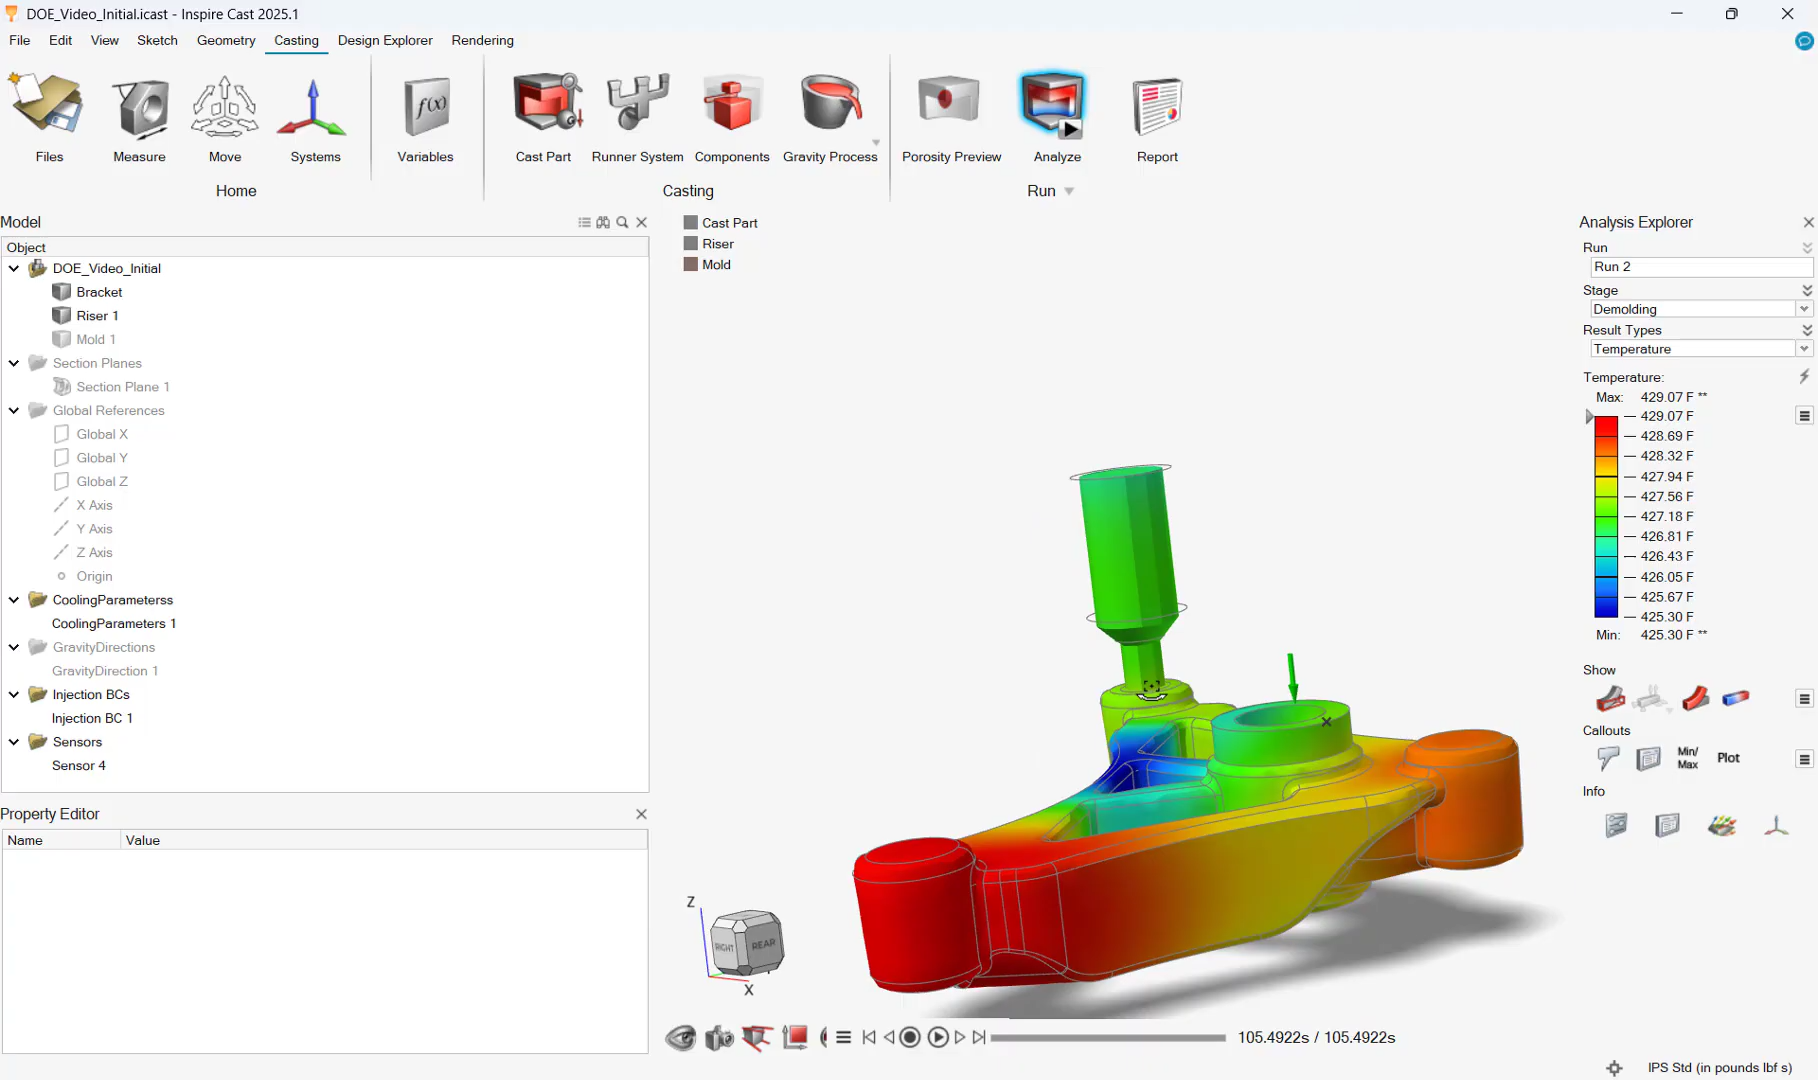 DOE_Video_Initial.icast - Inspire Cast 2025.1
File Edit View Sketch Geometry Casting Design Explorer Rendering
Files Measure Move Systems Variables Cast Part Runner System Components Gravity Process Porosity Preview Analyze Report
f(x)
G
Home Casting Run
Model
Object
DOE_Video_Initial
Bracket
Riser 1
Mold 1
Section Planes
Section Plane 1
Global References
Global X
Global Y
Global Z
X Axis
Y Axis
Z Axis
Origin
CoolingParameterss
CoolingParameters 1
GravityDirections
GravityDirection 1
Injection BCs
Injection BC 1
Sensors
Sensor 4
Property Editor
Name Value
Cast Part
Riser
Mold
Z
RIGHT REAR
X
105.4922s / 105.4922s
Analysis Explorer
Run
Run 2
Stage
Demolding
Result Types
Temperature
Temperature:
Max: 429.07 F **
429.07 F
428.69 F
428.32 F
427.94 F
427.56 F
427.18 F
426.81 F
426.43 F
426.05 F
425.67 F
425.30 F
Min: 425.30 F **
Show
Callouts
Min/
Max
Plot
Info
IPS Std (in pounds lbf s)